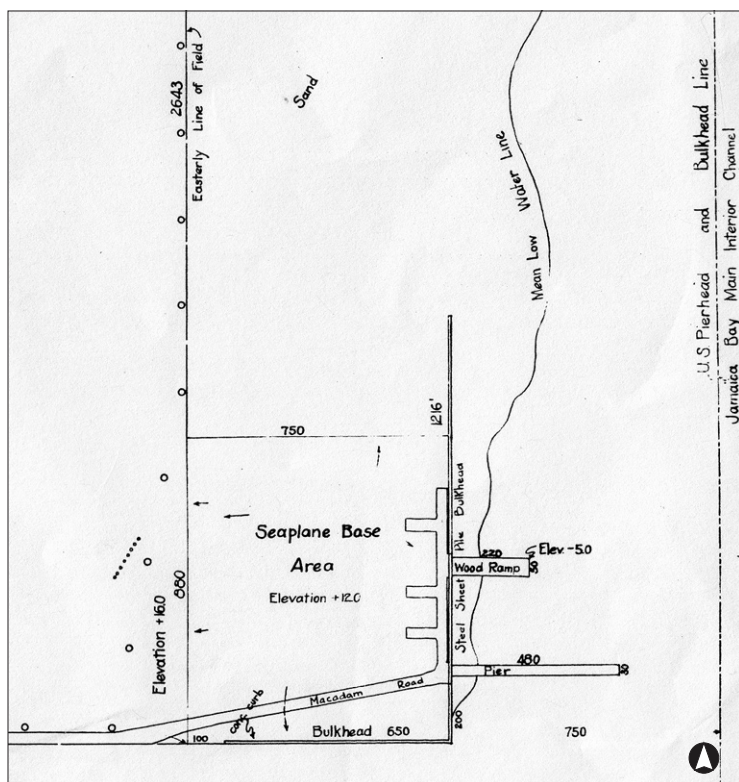 2643
Easterly Line of Field
Sand
Mean Low Water Line
U.S. Pierhead and Bulkhead Line
Jamaica Bay Main Interior Channel
750
1216'
Seaplane Base
Area
Elevation +12.0
880
Elevation +16.0
Steel Sheet Pile Bulkhead
220
Elev. -5.0
Wood Ramp
50
480
Pier
30
Macadam Road
curb
Bulkhead 650
100
200
750